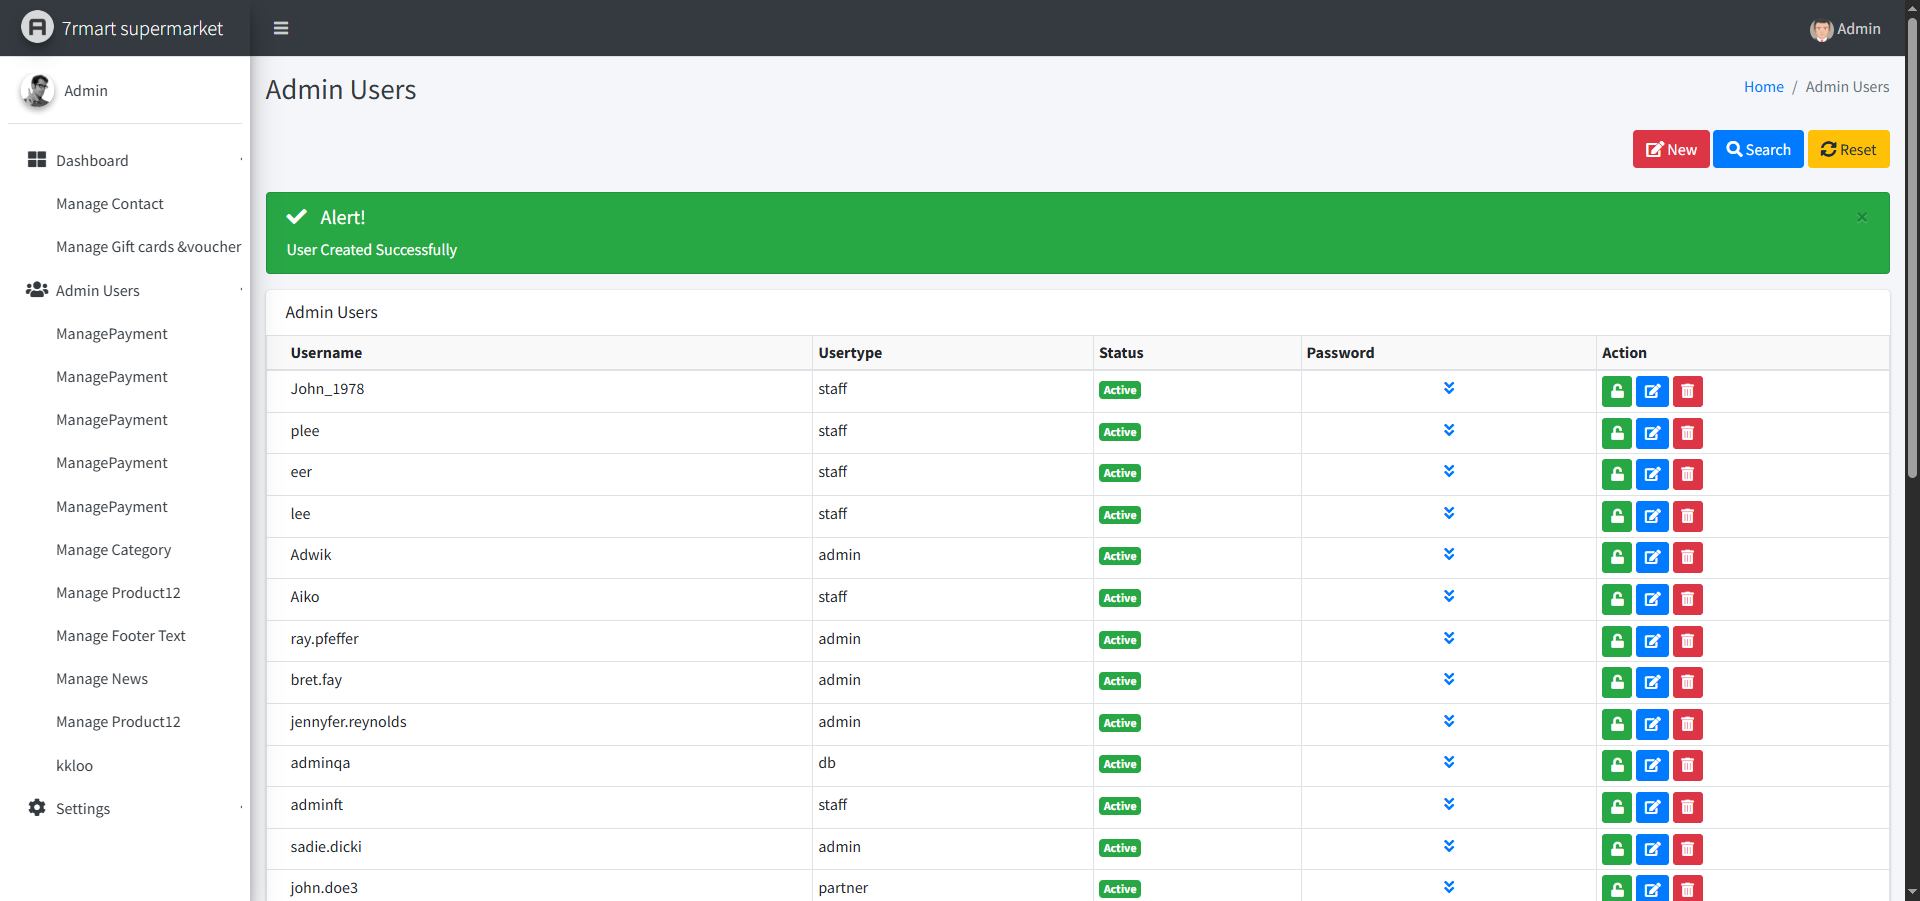 7rmart supermarket
Admin
Admin
Dashboard
Manage Contact
Manage Gift cards &voucher
Admin Users
ManagePayment
ManagePayment
ManagePayment
ManagePayment
ManagePayment
Manage Category
Manage Product12
Manage Footer Text
Manage News
Manage Product12
kkloo
Settings
Admin Users
Home / Admin Users
New Search Reset
Alert! ×
User Created Successfully
Admin Users
Username Usertype Status Password Action
John_1978 staff Active
plee staff Active
eer staff Active
lee staff Active
Adwik admin Active
Aiko staff Active
ray.pfeffer admin Active
bret.fay admin Active
jennyfer.reynolds admin Active
adminqa db Active
adminft staff Active
sadie.dicki admin Active
john.doe3 partner Active